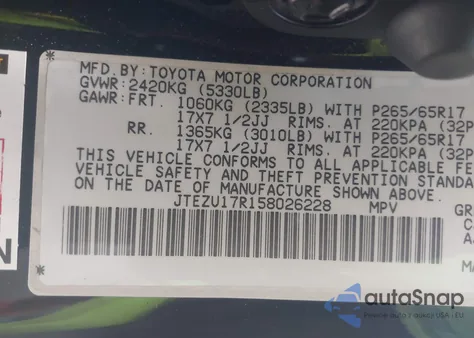 MFD.BY:TOYOTA MOTOR CORPORATION
GVWR:2420KG (5330LB)
GAWR:FRT. 1060KG (2335LB) WITH P265/65R17
17X7 1/2JJ RIMS. AT 220KPA (32P
RR. 1365KG (3010LB) WITH P265/65R17
17X7 1/2JJ RIMS. AT 220KPA (32P
THIS VEHICLE CONFORMS TO ALL APPLICABLE FE
VEHICLE SAFETY AND THEFT PREVENTION STANDA
ON THE DATE OF MANUFACTURE SHOWN ABOVE.
JTEZU17R158026228 MPV
GR
C
A
MA
N
autoSnap